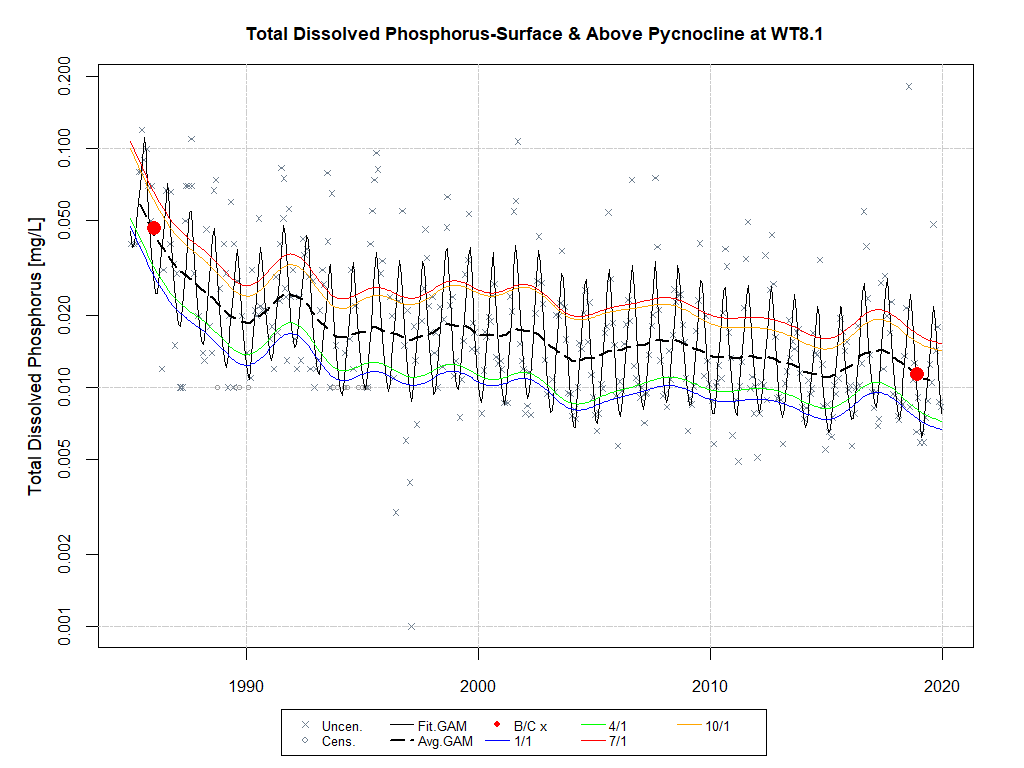 Total Dissolved Phosphorus-Surface & Above Pycnocline at WT8.1
Total Dissolved Phosphorus [mg/L]
0.200
0.100
0.050
0.020
0.010
0.005
0.002
0.001
1990 2000 2010 2020
Uncen. Fit.GAM B/C x 4/1 10/1
Cens. Avg.GAM 1/1 7/1